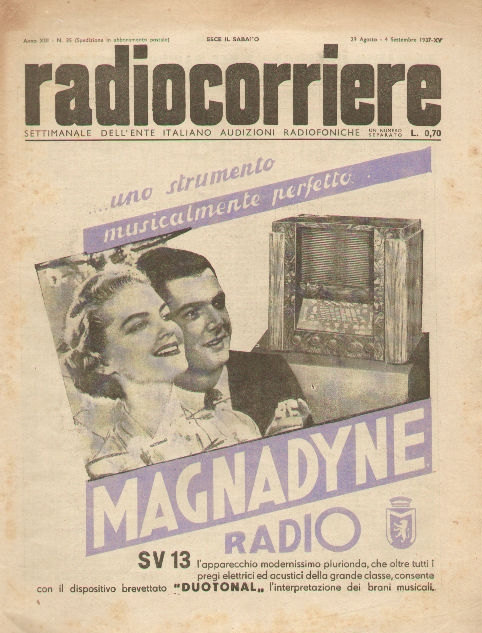 Anno XIII - N. 35 (Spedizione in abbonamento postale) ESCE IL SABATO 29 Agosto - 4 Settembre 1937-XV
radiocorriere
SETTIMANALE DELL'ENTE ITALIANO AUDIZIONI RADIOFONICHE UN NUMERO SEPARATO L. 0,70
...uno strumento
musicalmente perfetto...
MAGNADYNE
RADIO
SV 13 l'apparecchio modernissimo plurionda, che oltre tutti i
pregi elettrici ed acustici della grande classe, consente
con il dispositivo brevettato "DUOTONAL„ l'interpretazione dei brani musicali.